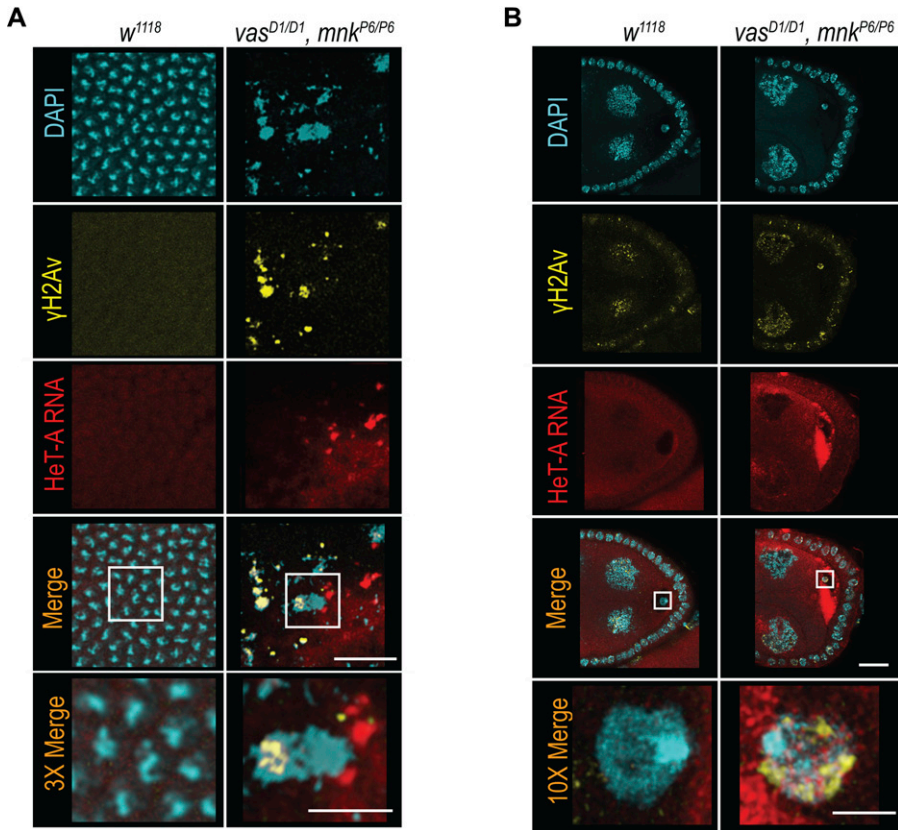 A
w1118 vasD1/D1, mnkP6/P6
DAPI
γH2Av
HeT-A RNA
Merge
3X Merge
B
w1118 vasD1/D1, mnkP6/P6
DAPI
γH2Av
HeT-A RNA
Merge
10X Merge